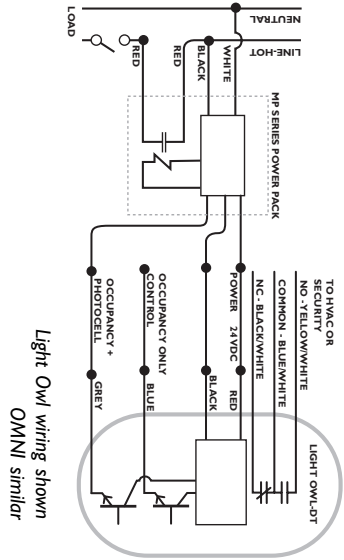 NEUTRAL
LINE-HOT
LOAD
RED
RED
BLACK
WHITE
MP SERIES POWER PACK
TO HVAC OR
SECURITY
NO -YELLOW/WHITE
COMMON - BLUE/WHITE
NC - BLACK/WHITE
POWER 24 VDC
OCCUPANCY ONLY
CONTROL
OCCUPANCY +
PHOTOCELL
RED
BLACK
BLUE
GREY
LIGHT OWL-DT
Light Owl wiring shown
OMNI similar